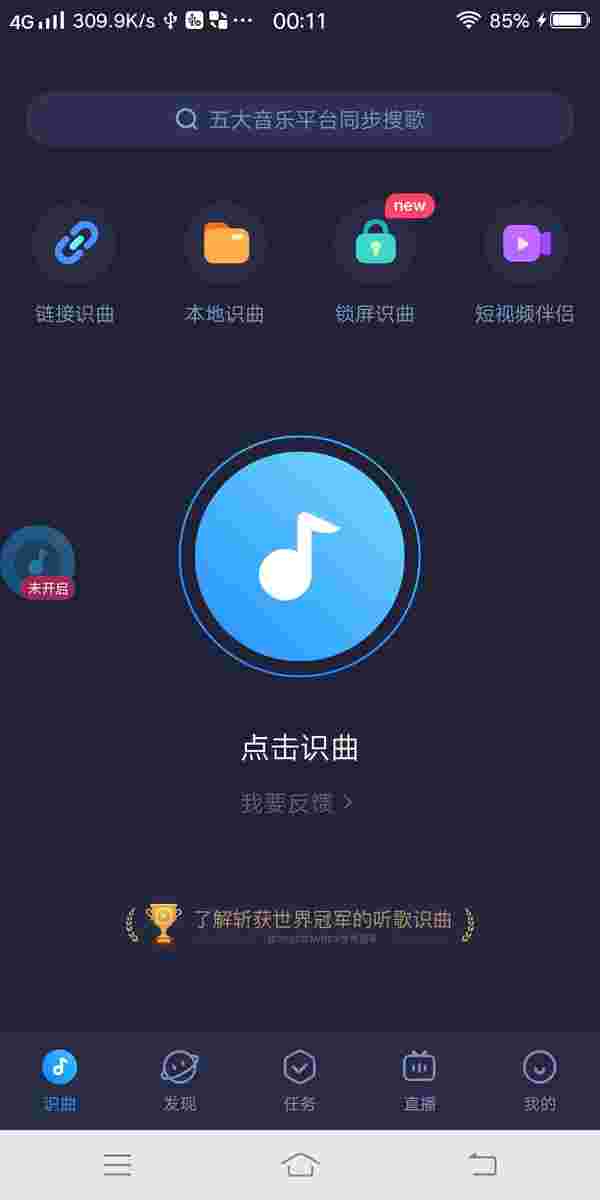 4G 309.9K/s 00:11 85%
五大音乐平台同步搜歌
new
链接识曲 本地识曲 锁屏识曲 短视频伴侣
未开启
点击识曲
我要反馈
了解斩获世界冠军的听歌识曲
识曲 发现 任务 直播 我的